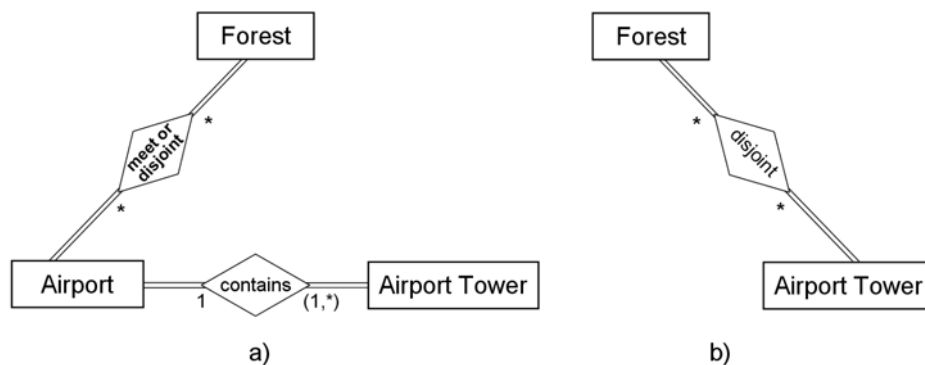 Forest
meet or
disjoint
*
*
Airport
1
contains
(1,*)
Airport Tower
a)
Forest
*
disjoint
*
Airport Tower
b)